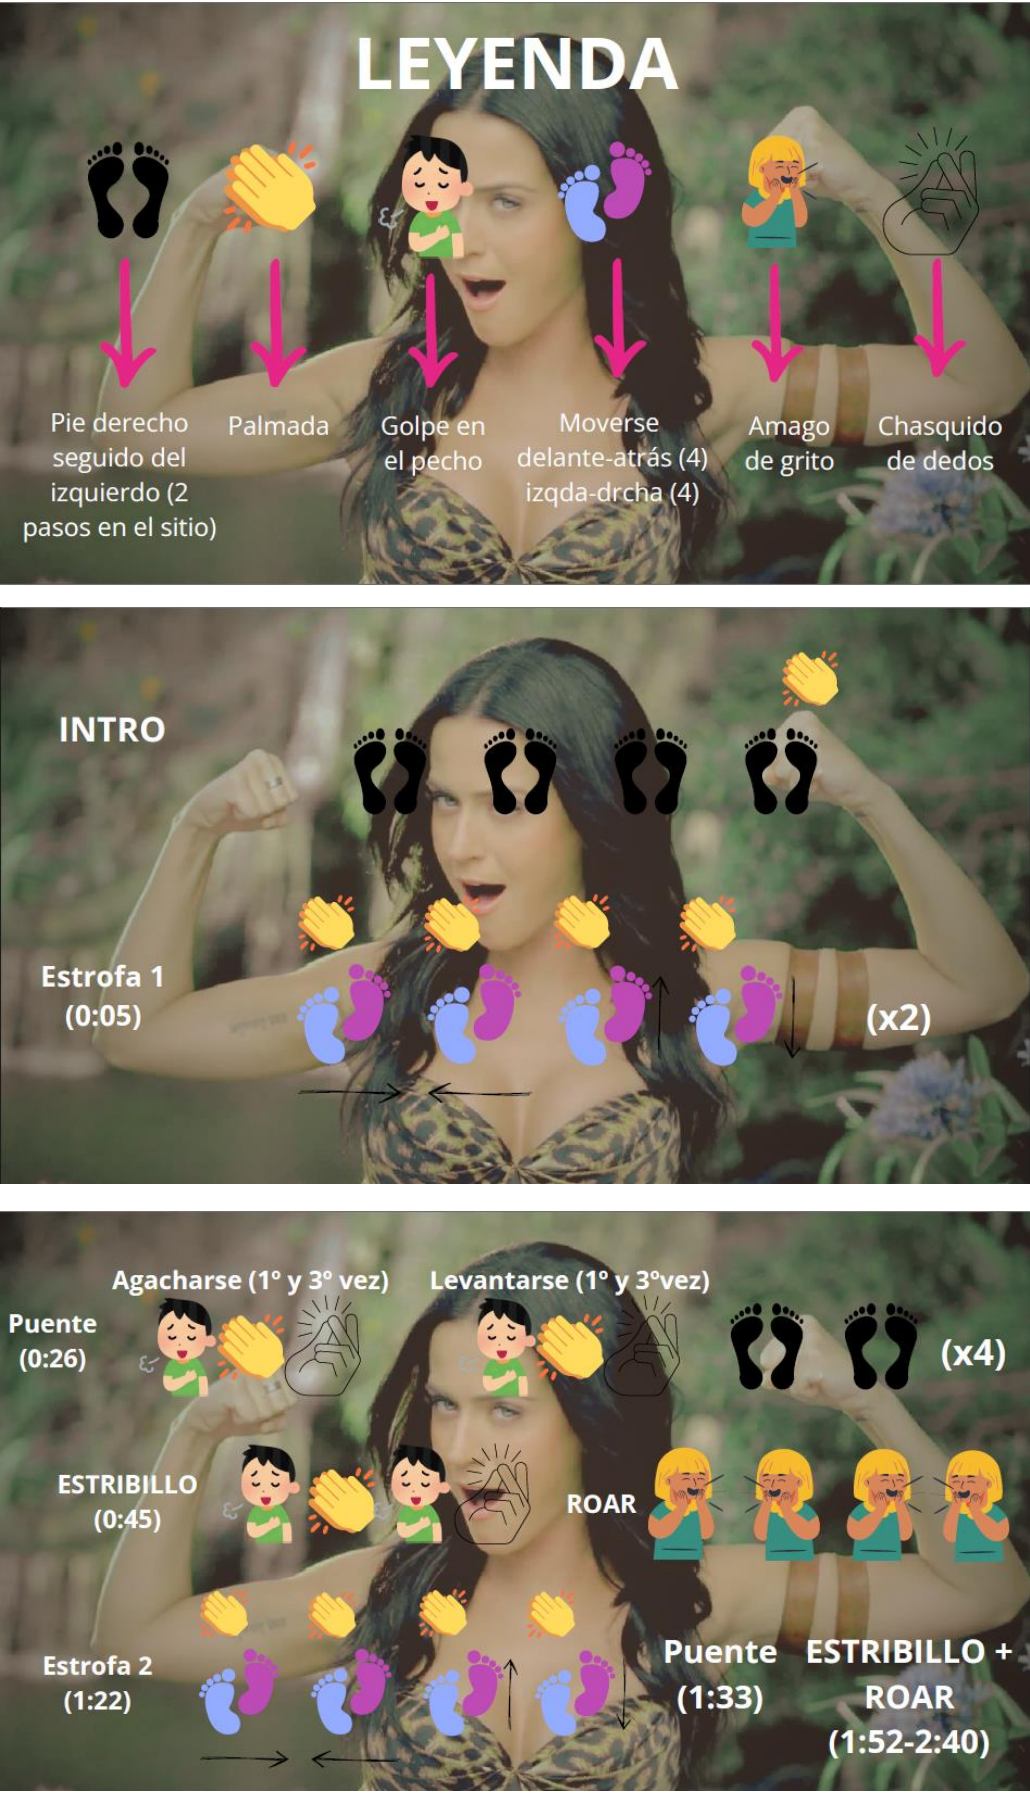 LEYENDA
Pie derecho
seguido del
izquierdo (2
pasos en el sitio)
Palmada
Golpe en
el pecho
Moverse
delante-atrás (4)
izqda-drcha (4)
Amago
de grito
Chasquido
de dedos
INTRO
Estrofa 1
(0:05)
(x2)
Agacharse (1º y 3º vez)
Levantarse (1º y 3ºvez)
Puente
(0:26)
(x4)
ESTRIBILLO
(0:45)
ROAR
Estrofa 2
(1:22)
Puente
(1:33)
ESTRIBILLO +
ROAR
(1:52-2:40)